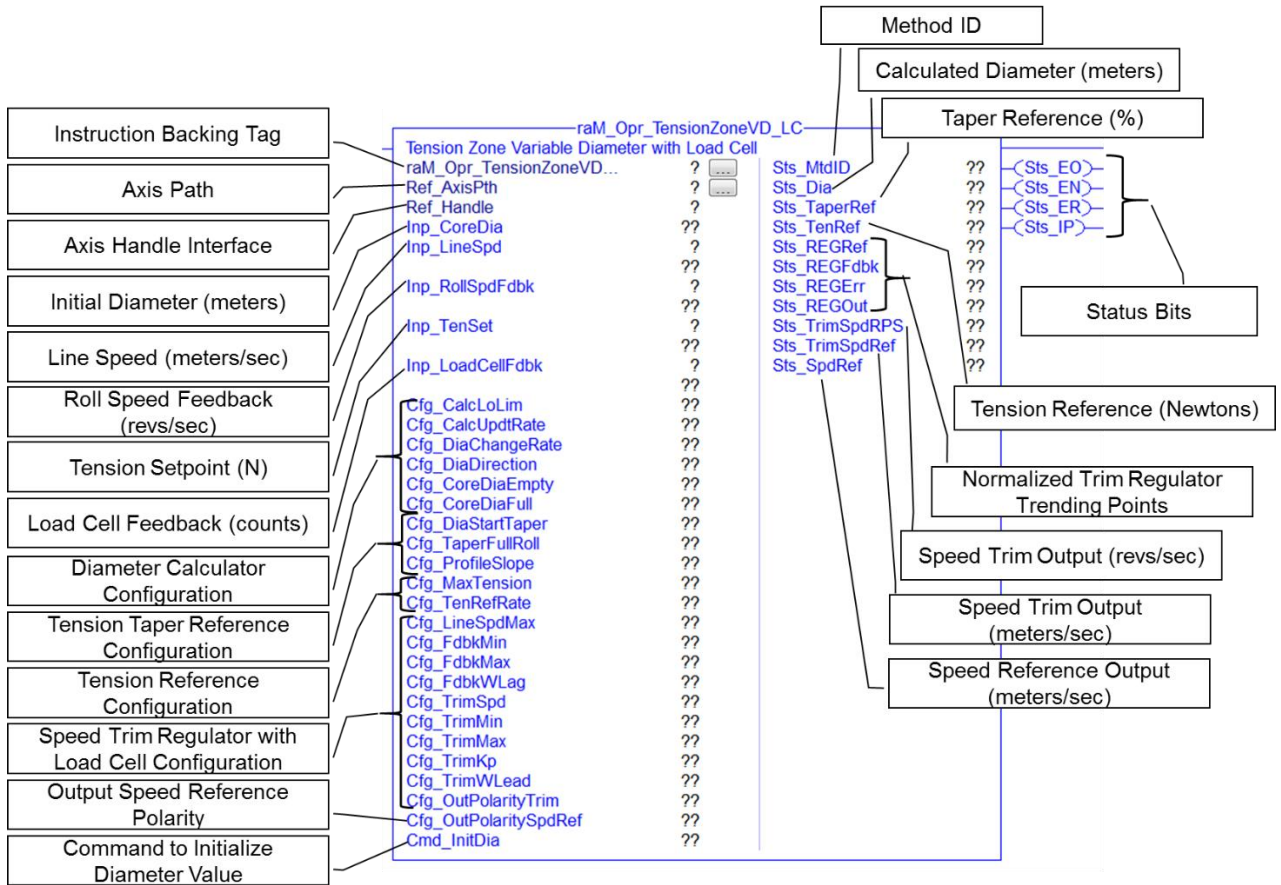 Method ID
Calculated Diameter (meters)
Taper Reference (%)
Instruction Backing Tag
Axis Path
Axis Handle Interface
Initial Diameter (meters)
Line Speed (meters/sec)
Roll Speed Feedback
(revs/sec)
Tension Setpoint (N)
Load Cell Feedback (counts)
Diameter Calculator
Configuration
Tension Taper Reference
Configuration
Tension Reference
Configuration
Speed Trim Regulator with
Load Cell Configuration
Output Speed Reference
Polarity
Command to Initialize
Diameter Value
raM_Opr_TensionZoneVD_LC
Tension Zone Variable Diameter with Load Cell
raM_Opr_TensionZoneVD... ? ...
Ref_AxisPth ? ...
Ref_Handle ?
Inp_CoreDia ??
Inp_LineSpd ?
??
Inp_RollSpdFdbk ?
??
Inp_TenSet ?
??
Inp_LoadCellFdbk ?
??
Cfg_CalcLoLim ??
Cfg_CalcUpdtRate ??
Cfg_DiaChangeRate ??
Cfg_DiaDirection ??
Cfg_CoreDiaEmpty ??
Cfg_CoreDiaFull ??
Cfg_DiaStartTaper ??
Cfg_TaperFullRoll ??
Cfg_ProfileSlope ??
Cfg_MaxTension ??
Cfg_TenRefRate ??
Cfg_LineSpdMax ??
Cfg_FdbkMin ??
Cfg_FdbkMax ??
Cfg_FdbkWLag ??
Cfg_TrimSpd ??
Cfg_TrimMin ??
Cfg_TrimMax ??
Cfg_TrimKp ??
Cfg_TrimWLead ??
Cfg_OutPolarityTrim ??
Cfg_OutPolaritySpdRef ??
Cmd_InitDia ??
Sts_MtdID ??
Sts_Dia ??
Sts_TaperRef ??
Sts_TenRef ??
Sts_REGRef ??
Sts_REGFdbk ??
Sts_REGErr ??
Sts_REGOut ??
Sts_TrimSpdRPS ??
Sts_TrimSpdRef ??
Sts_SpdRef ??
Sts_EO
Sts_EN
Sts_ER
Sts_IP
Status Bits
Tension Reference (Newtons)
Normalized Trim Regulator
Trending Points
Speed Trim Output (revs/sec)
Speed Trim Output
(meters/sec)
Speed Reference Output
(meters/sec)